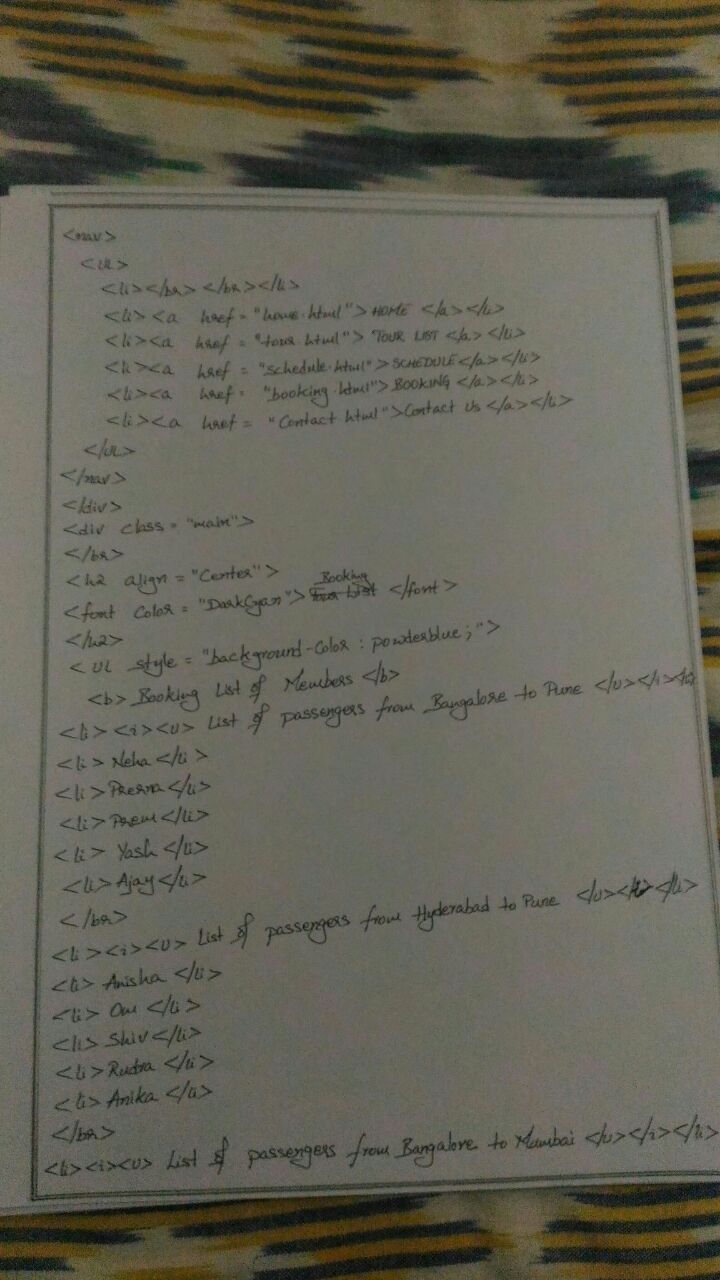 <nav>
<UL>
<li></br></br></li>
<li><a href="home.html">HOME </a></li>
<li><a href="tour.html"> TOUR LIST </a></li>
<li><a href="schedule.html">SCHEDULE</a></li>
<li><a href="booking.html">BOOKING </a></li>
<li><a href="Contact.html">Contact Us</a></li>
</UL>
</nav>
</div>
<div class="main">
</br>
<h2 align="Center">
<font Color="DarkCyan"> Booking Tour List </font>
</h2>
<UL style="background-Color: powderblue;">
<b> Booking List of Members </b>
<li><i><u> List of passengers from Bangalore to Pune </u></i></li>
<li> Neha </li>
<li>Prerna</li>
<li>Prem</li>
<li> Yash </li>
<li>Ajay</li>
</br>
<li><i><u> List of passengers from Hyderabad to Pune </u></i></li>
<li> Anisha </li>
<li> Om </li>
<li> Shiv</li>
<li>Rudra </li>
<li> Anika </li>
</br>
<li><i><u> List of passengers from Bangalore to Mumbai </u></i></li>